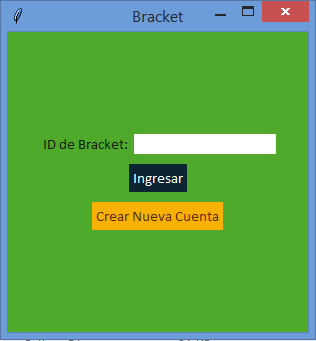 Bracket
ID de Bracket:
Ingresar
Crear Nueva Cuenta